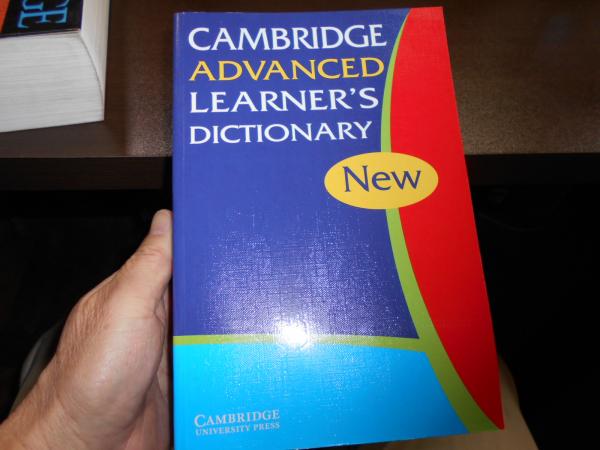 CAMBRIDGE
ADVANCED
LEARNER'S
DICTIONARY
New
CAMBRIDGE
UNIVERSITY PRESS